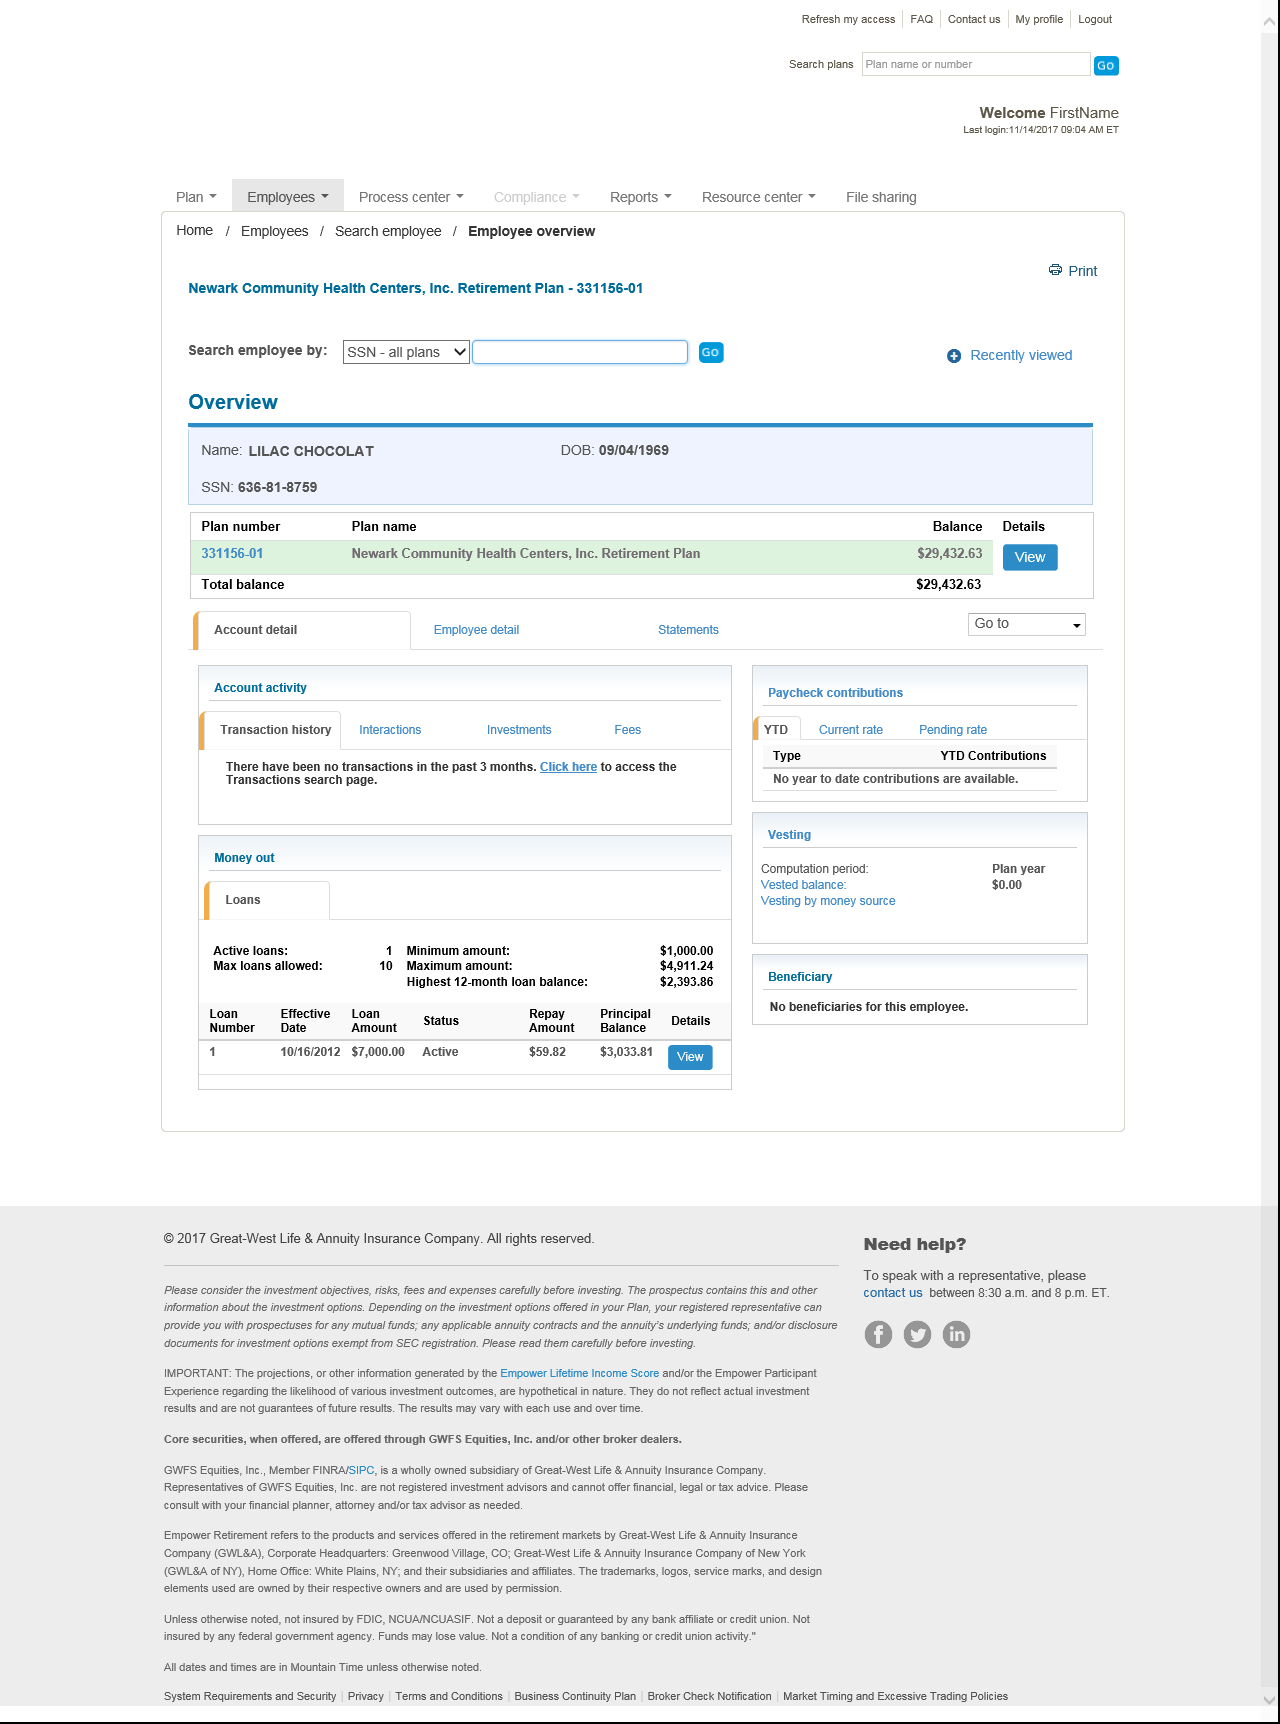 Refresh my access FAQ Contact us My profile Logout
Search plans Plan name or number Go
Welcome FirstName
Last login:11/14/2017 09:04 AM ET
Plan Employees Process center Compliance Reports Resource center File sharing
Home / Employees / Search employee / Employee overview
Print
Newark Community Health Centers, Inc. Retirement Plan - 331156-01
Search employee by: SSN - all plans Go
Recently viewed
Overview
Name: LILAC CHOCOLAT DOB: 09/04/1969
SSN: 636-81-8759
Plan number Plan name Balance Details
331156-01 Newark Community Health Centers, Inc. Retirement Plan $29,432.63 View
Total balance $29,432.63
Account detail Employee detail Statements Go to
Account activity
Transaction history Interactions Investments Fees
There have been no transactions in the past 3 months. Click here to access the
Transactions search page.
Paycheck contributions
YTD Current rate Pending rate
Type YTD Contributions
No year to date contributions are available.
Money out
Loans
Active loans: 1 Minimum amount: $1,000.00
Max loans allowed: 10 Maximum amount: $4,911.24
Highest 12-month loan balance: $2,393.86
Loan Number Effective Date Loan Amount Status Repay Amount Principal Balance Details
1 10/16/2012 $7,000.00 Active $59.82 $3,033.81 View
Vesting
Computation period: Plan year
Vested balance: $0.00
Vesting by money source
Beneficiary
No beneficiaries for this employee.
© 2017 Great-West Life & Annuity Insurance Company. All rights reserved.
Please consider the investment objectives, risks, fees and expenses carefully before investing. The prospectus contains this and other
information about the investment options. Depending on the investment options offered in your Plan, your registered representative can
provide you with prospectuses for any mutual funds; any applicable annuity contracts and the annuity's underlying funds; and/or disclosure
documents for investment options exempt from SEC registration. Please read them carefully before investing.
IMPORTANT: The projections, or other information generated by the Empower Lifetime Income Score and/or the Empower Participant
Experience regarding the likelihood of various investment outcomes, are hypothetical in nature. They do not reflect actual investment
results and are not guarantees of future results. The results may vary with each use and over time.
Core securities, when offered, are offered through GWFS Equities, Inc. and/or other broker dealers.
GWFS Equities, Inc., Member FINRA/SIPC, is a wholly owned subsidiary of Great-West Life & Annuity Insurance Company.
Representatives of GWFS Equities, Inc. are not registered investment advisors and cannot offer financial, legal or tax advice. Please
consult with your financial planner, attorney and/or tax advisor as needed.
Empower Retirement refers to the products and services offered in the retirement markets by Great-West Life & Annuity Insurance
Company (GWL&A), Corporate Headquarters: Greenwood Village, CO; Great-West Life & Annuity Insurance Company of New York
(GWL&A of NY), Home Office: White Plains, NY; and their subsidiaries and affiliates. The trademarks, logos, service marks, and design
elements used are owned by their respective owners and are used by permission.
Unless otherwise noted, not insured by FDIC, NCUA/NCUASIF. Not a deposit or guaranteed by any bank affiliate or credit union. Not
insured by any federal government agency. Funds may lose value. Not a condition of any banking or credit union activity."
All dates and times are in Mountain Time unless otherwise noted.
System Requirements and Security | Privacy | Terms and Conditions | Business Continuity Plan | Broker Check Notification | Market Timing and Excessive Trading Policies
Need help?
To speak with a representative, please
contact us between 8:30 a.m. and 8 p.m. ET.